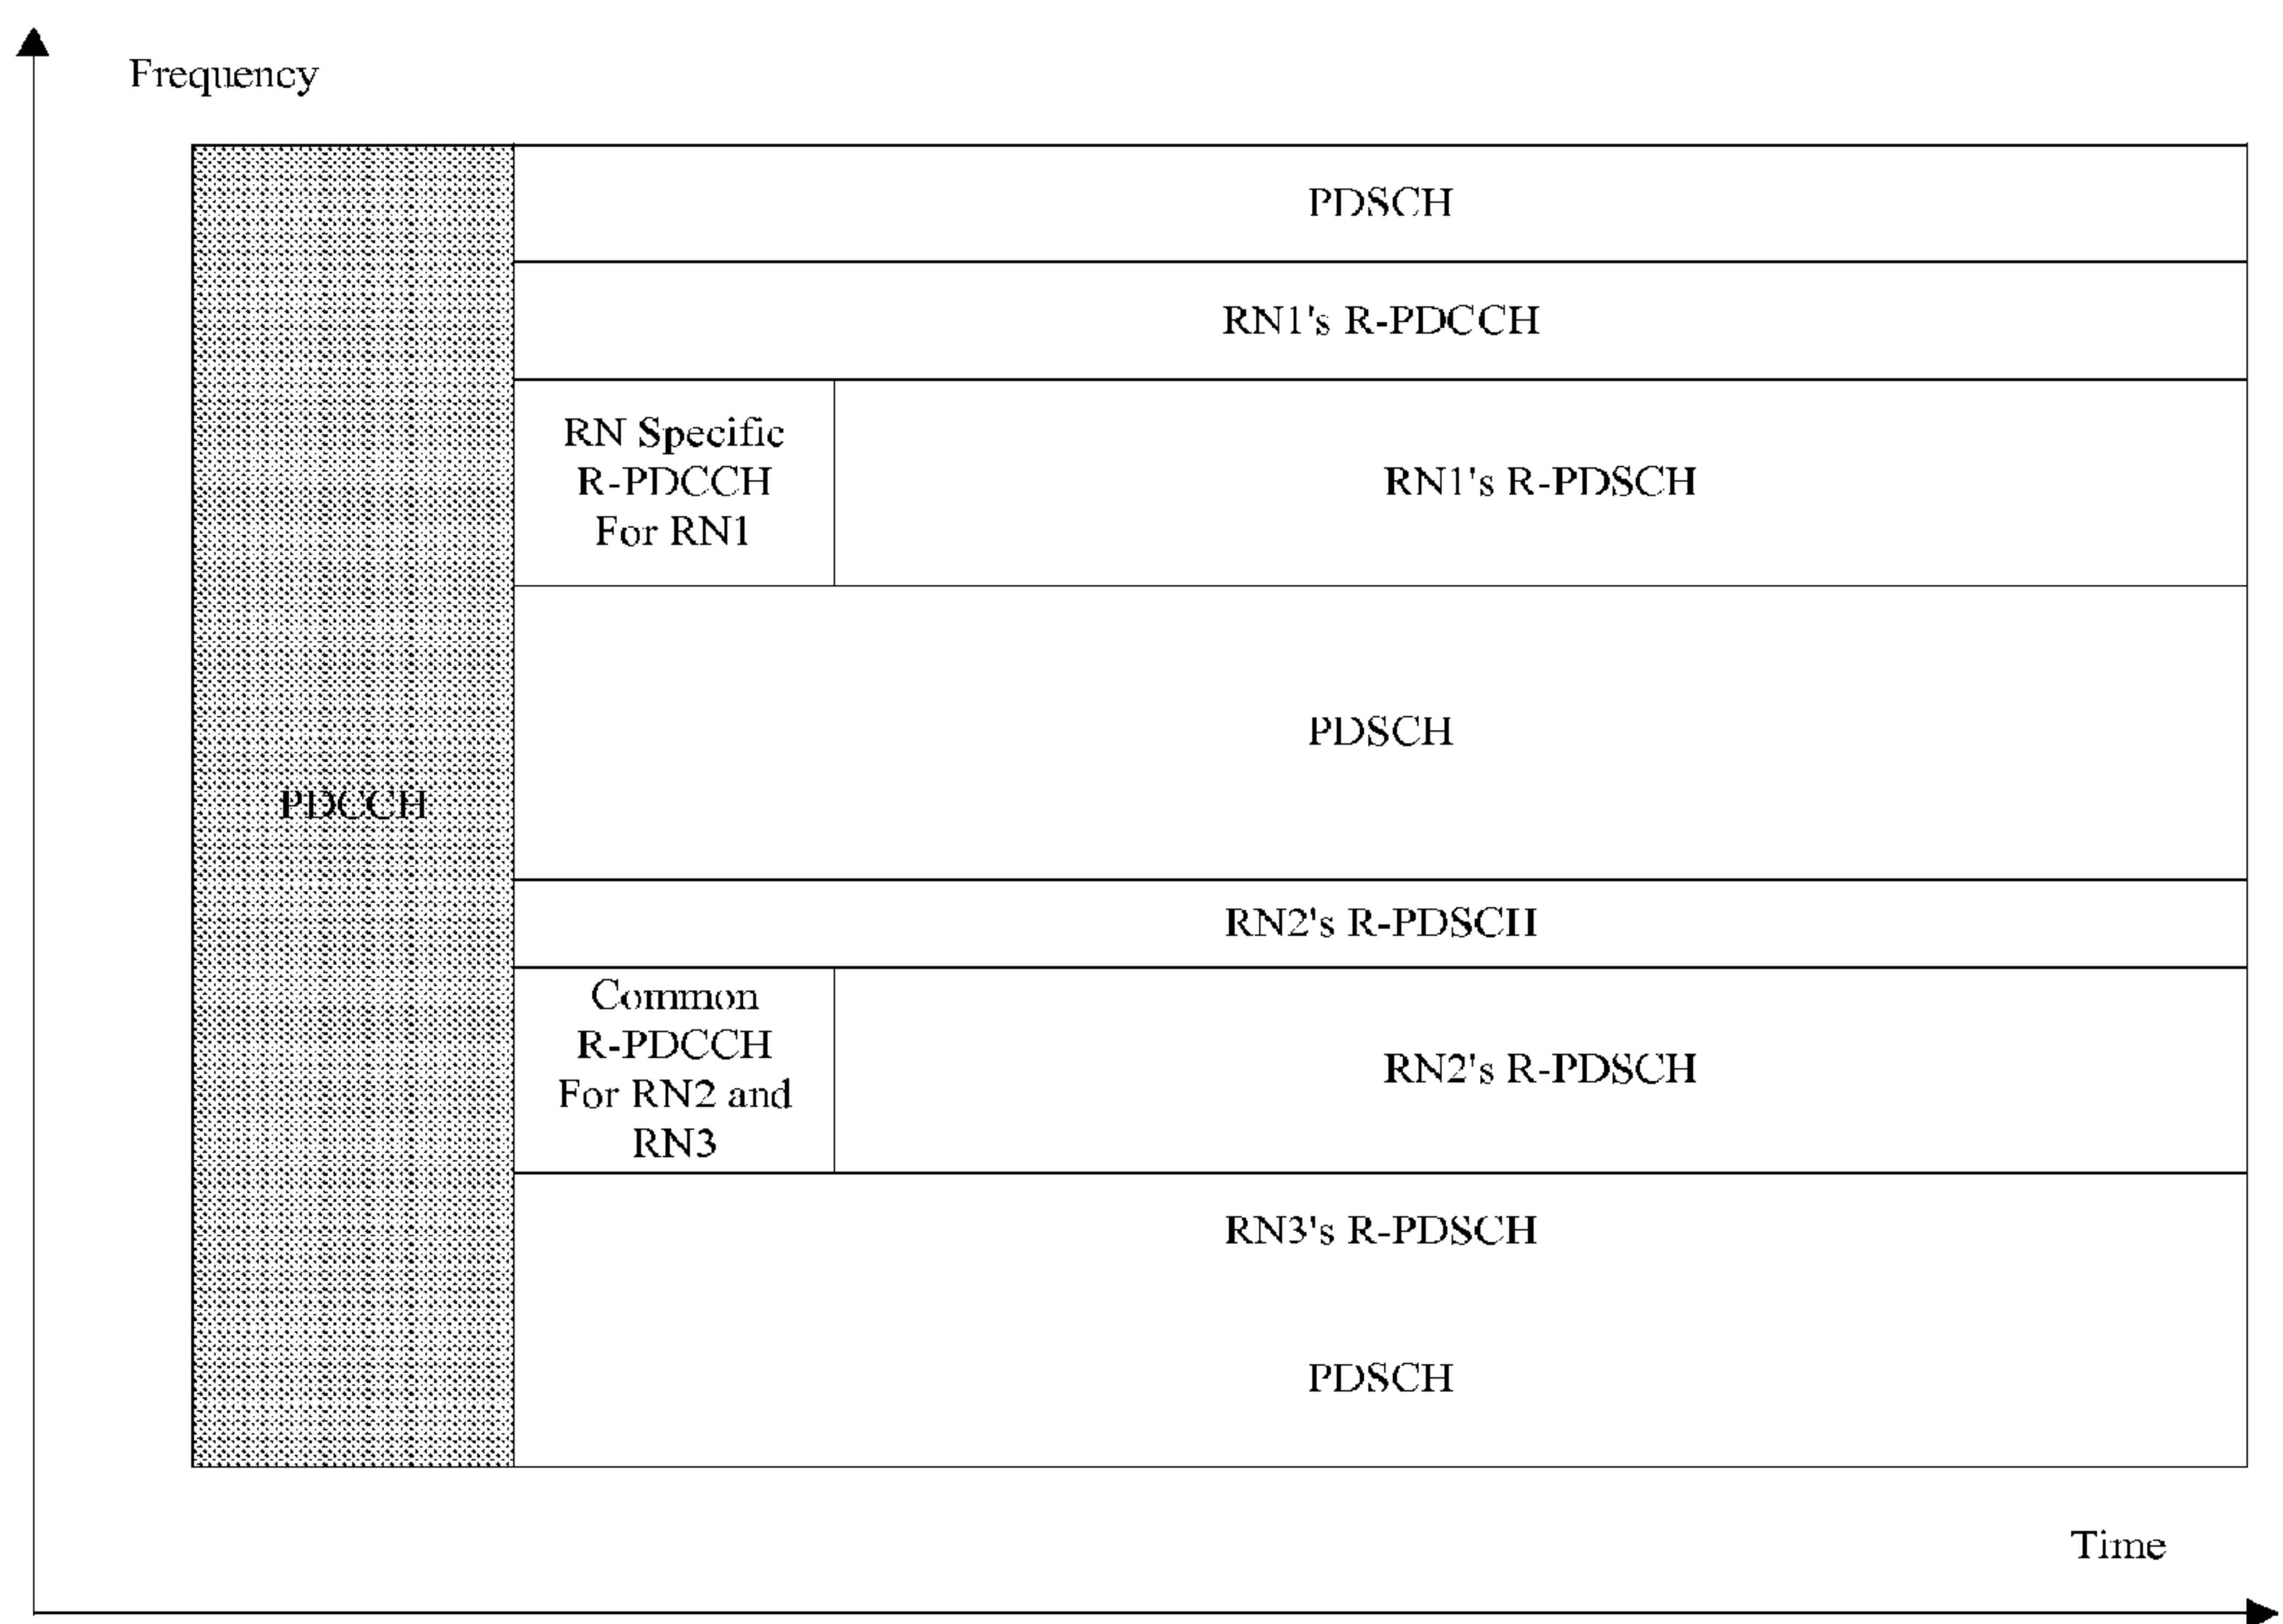 Frequency
PDSCH
RN1's R-PDCCH
RN Specific
R-PDCCH
For RN1
RN1's R-PDSCH
PDSCH
PDCCH
RN2's R-PDSCH
Common
R-PDCCH
For RN2 and
RN3
RN2's R-PDSCH
RN3's R-PDSCH
PDSCH
Time